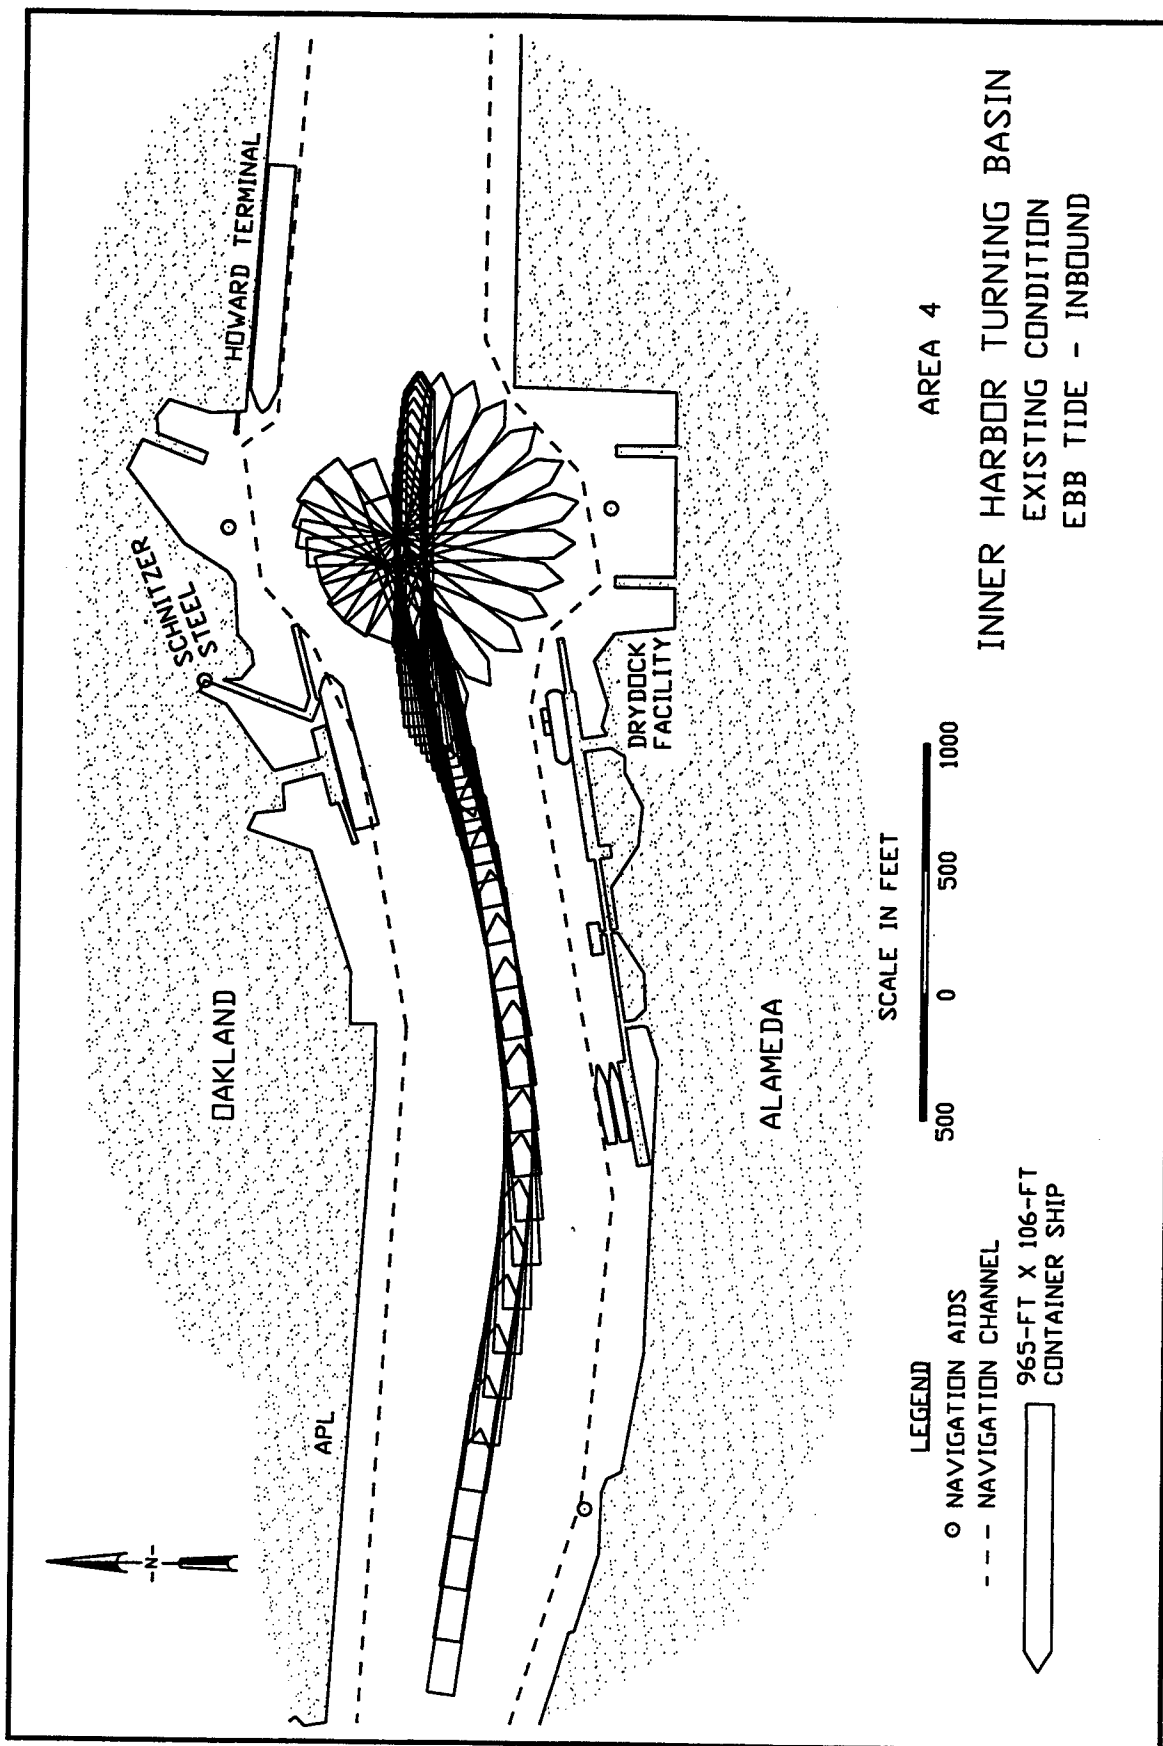 HOWARD TERMINAL
SCHNITZER
STEEL
OAKLAND
APL
-N-
DRYDOCK
FACILITY
ALAMEDA
AREA 4
INNER HARBOR TURNING BASIN
EXISTING CONDITION
EBB TIDE - INBOUND
SCALE IN FEET
500 0 500 1000
LEGEND
NAVIGATION AIDS
NAVIGATION CHANNEL
965-FT X 106-FT
CONTAINER SHIP